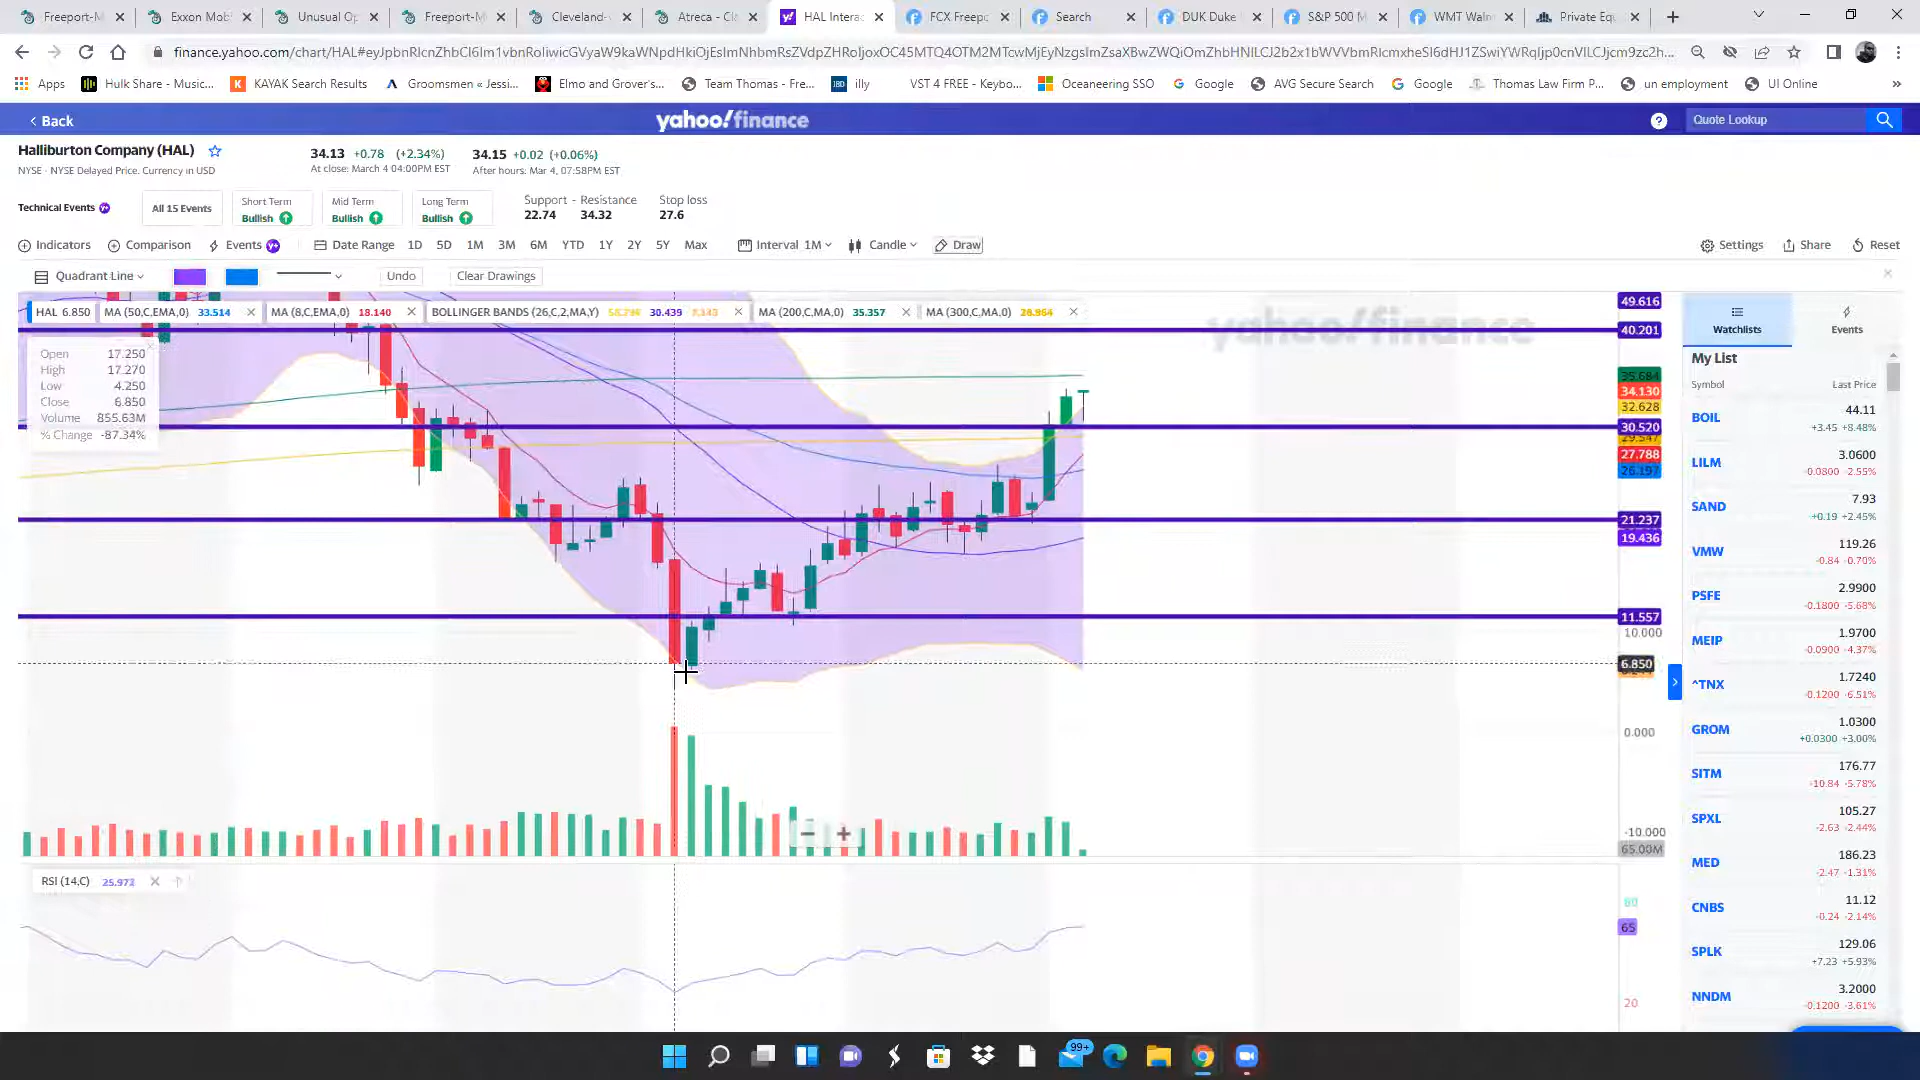 Freeport-M
Exxon Mobi
Unusual Op
Freeport-M
Cleveland-
Atreca - Cl
HAL Interac
FCX Freepo
Search
DUK Duke
S&P 500 M
WMT Walm
Private Equ
Apps
Hulk Share - Music...
KAYAK Search Results
Groomsmen « Jessi...
Elmo and Grover's...
Team Thomas - Fre...
illy
VST 4 FREE - Keybo...
Oceaneering SSO
Google
AVG Secure Search
Google
Thomas Law Firm P...
un employment
UI Online
Back
yahoo!finance
Quote Lookup
Halliburton Company (HAL)
NYSE - NYSE Delayed Price. Currency in USD
34.13 +0.78 (+2.34%)
At close: March 4 04:00PM EST
34.15 +0.02 (+0.06%)
After hours: Mar 4, 07:58PM EST
Technical Events
All 15 Events
Short Term
Bullish
Mid Term
Bullish
Long Term
Bullish
Support - Resistance
22.74 34.32
Stop loss
27.6
Indicators
Comparison
Events
Date Range
1D
5D
1M
3M
6M
YTD
1Y
2Y
5Y
Max
Interval 1M
Candle
Draw
Settings
Share
Reset
Quadrant Line
Undo
Clear Drawings
HAL 6.850
MA (50,C,EMA,0) 33.514
MA (8,C,EMA,0) 18.140
BOLLINGER BANDS (26,C,2,MA,Y) 30.439
MA (200,C,MA,0) 35.357
MA (300,C,MA,0) 28.984
yahoo!finance
Open 17.250
High 17.270
Low 4.250
Close 6.850
Volume 855.63M
% Change -87.34%
49.616
40.201
35.684
34.130
32.628
30.520
29.547
27.788
26.197
21.237
19.436
11.557
10.000
6.850
0.000
-10.000
65.00M
RSI (14,C) 25.972
80
65
20
Watchlists
Events
My List
Symbol Last Price
BOIL 44.11
+3.45 +8.48%
LILM 3.0600
-0.0800 -2.55%
SAND 7.93
+0.19 +2.45%
VMW 119.26
-0.84 -0.70%
PSFE 2.9900
-0.1800 -5.68%
MEIP 1.9700
-0.0900 -4.37%
^TNX 1.7240
-0.1200 -6.51%
GROM 1.0300
+0.0300 +3.00%
SITM 176.77
-10.84 -5.78%
SPXL 105.27
-2.63 -2.44%
MED 186.23
-2.47 -1.31%
CNBS 11.12
-0.24 -2.14%
SPLK 129.06
+7.23 +5.93%
NNDM 3.2000
-0.1200 -3.61%
99+